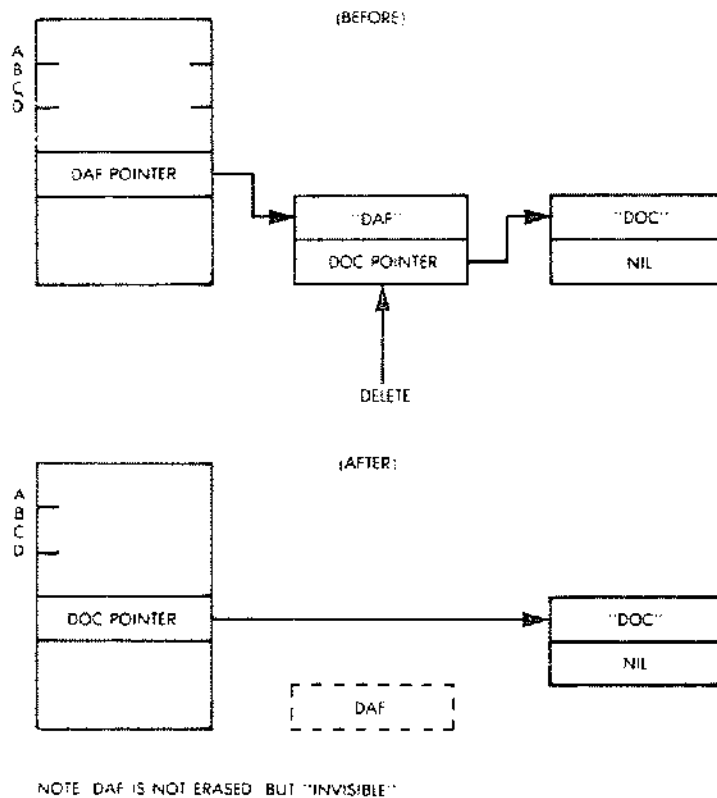 (BEFORE)
A
B
C
D
DAF POINTER
"DAF"
"DOC"
DOC POINTER
NIL
DELETE
(AFTER)
A
B
C
D
DOC POINTER
"DOC"
NIL
DAF
NOTE DAF IS NOT ERASED BUT "INVISIBLE"